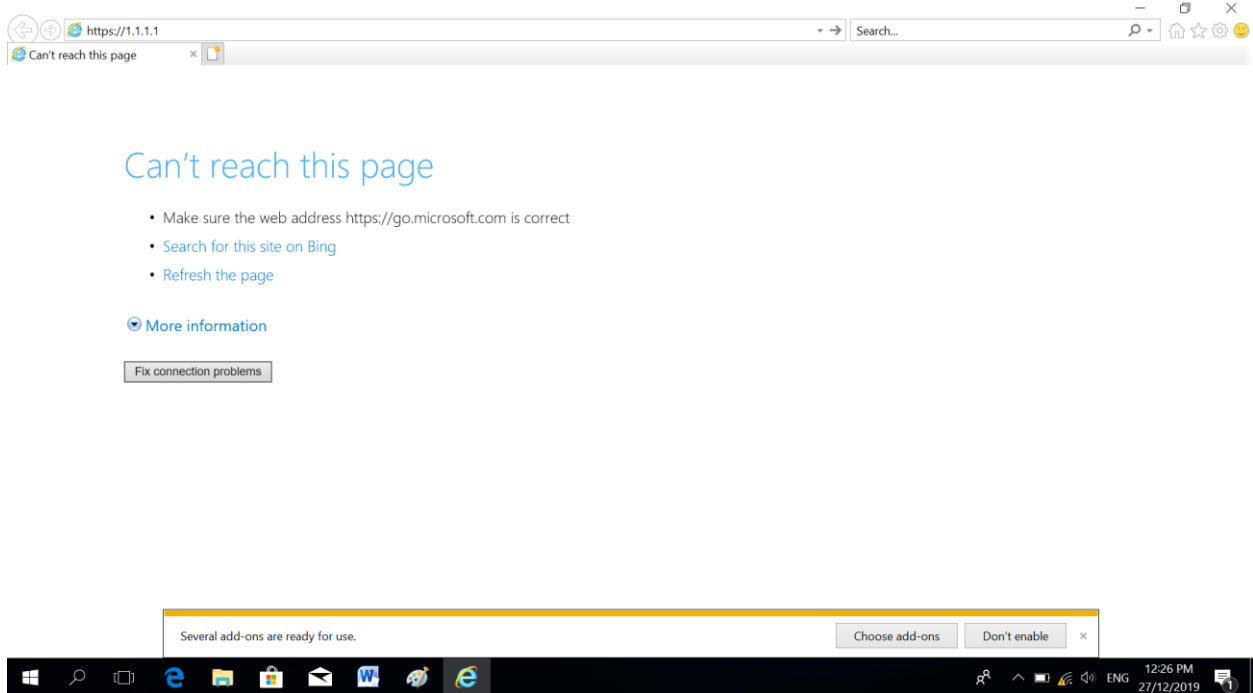 https://1.1.1.1
Search...
Can't reach this page
Can't reach this page
• Make sure the web address https://go.microsoft.com is correct
• Search for this site on Bing
• Refresh the page
More information
Fix connection problems
Several add-ons are ready for use.
Choose add-ons
Don't enable
ENG
12:26 PM
27/12/2019
1